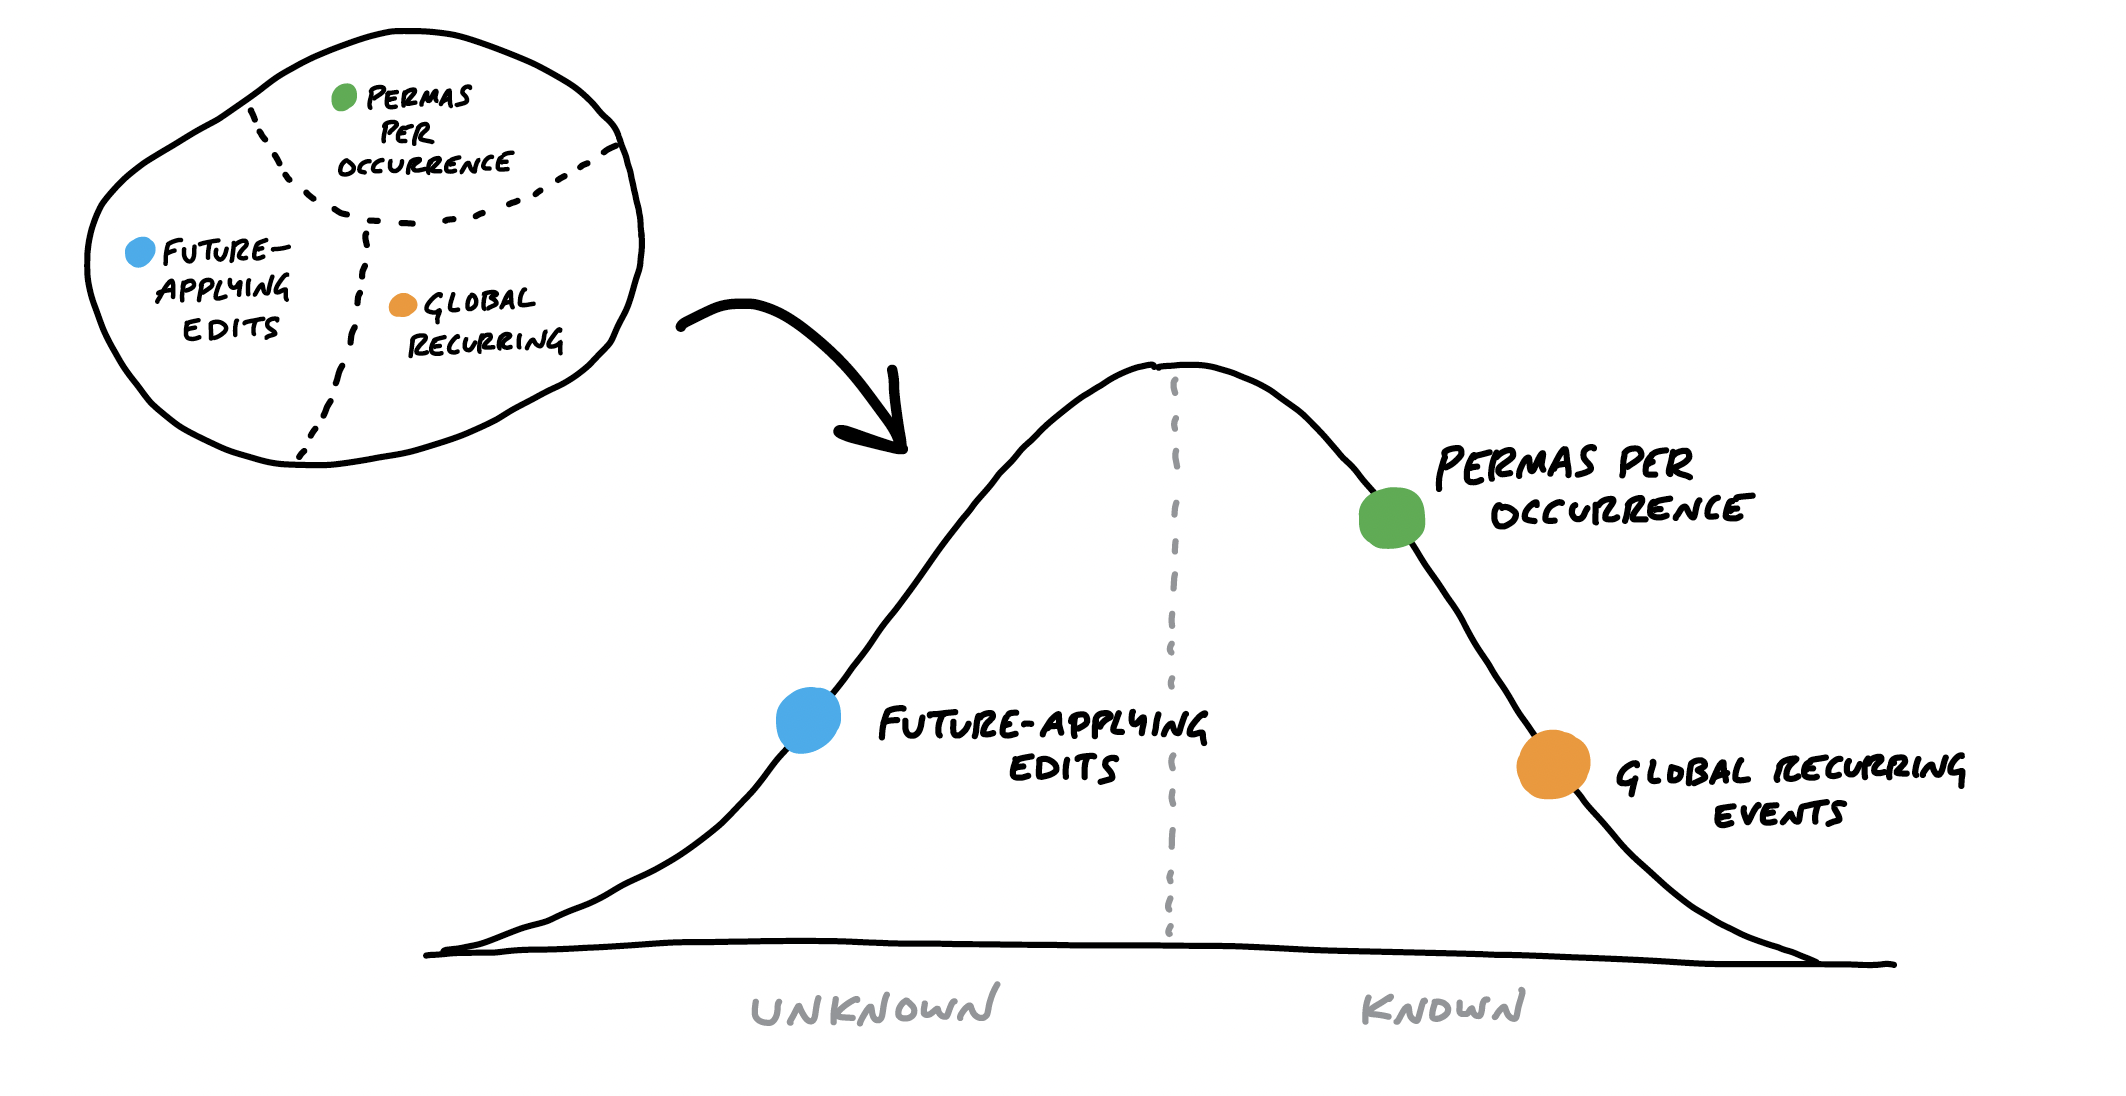 PERMAS
PER
OCCURRENCE
FUTURE-
APPLYING
EDITS
GLOBAL
RECURRING
PERMAS PER
OCCURRENCE
FUTURE-APPLYING
EDITS
GLOBAL RECURRING
EVENTS
UNKNOWN
KNOWN